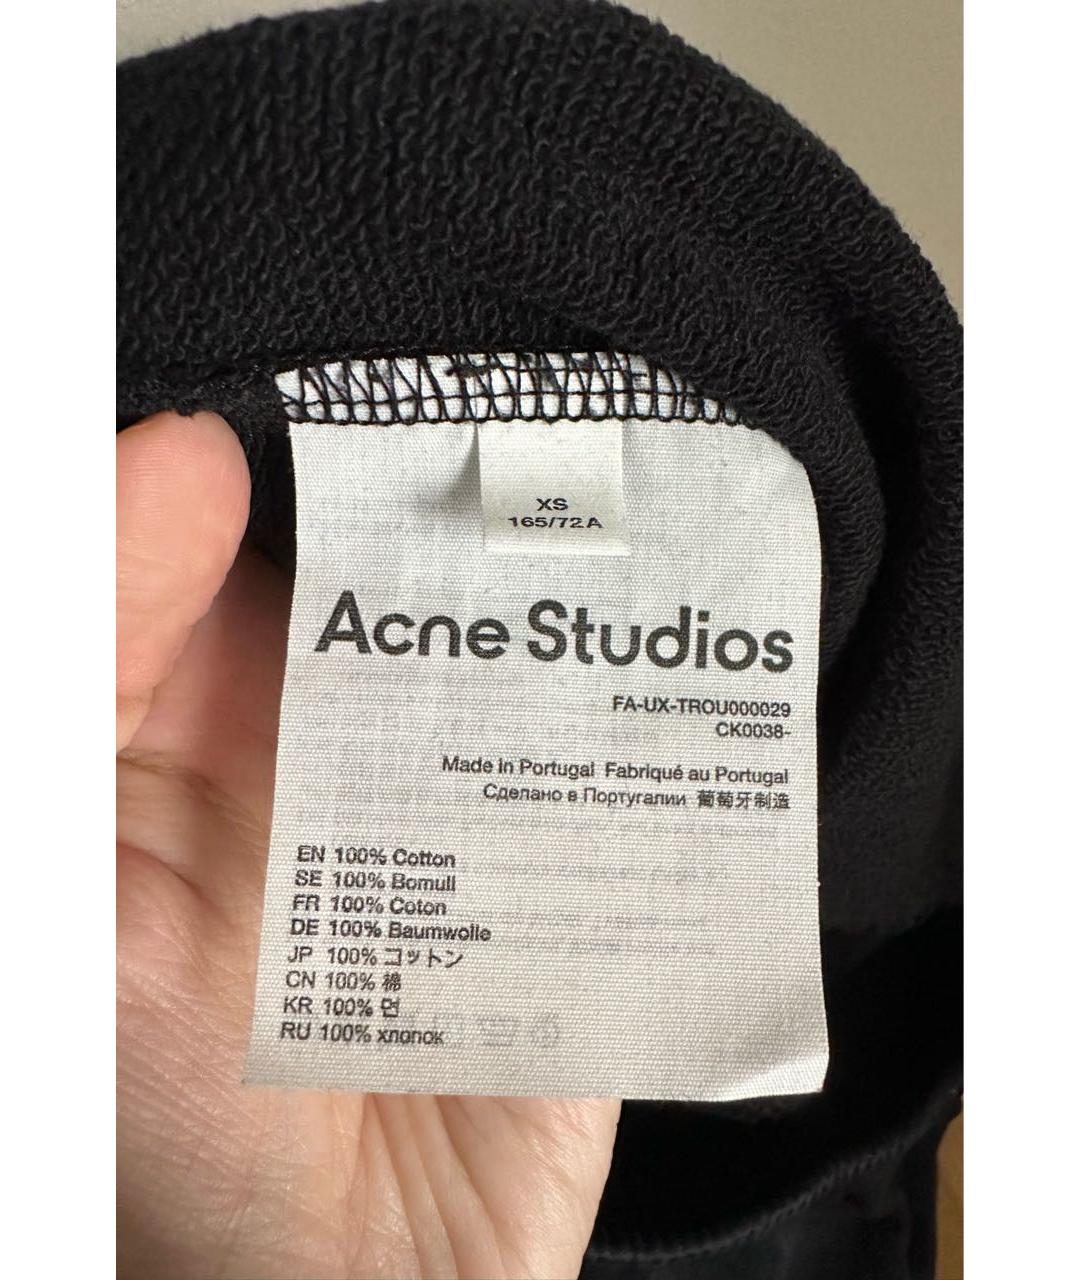 XS
165/72A
Acne Studios
FA-UX-TROU000029
CK0038-
Made in Portugal Fabriqué au Portugal
Сделано в Португалии 葡萄牙制造
EN 100% Cotton
SE 100% Bomull
FR 100% Coton
DE 100% Baumwolle
JP 100% コットン
CN 100% 棉
KR 100% 면
RU 100% хлопок